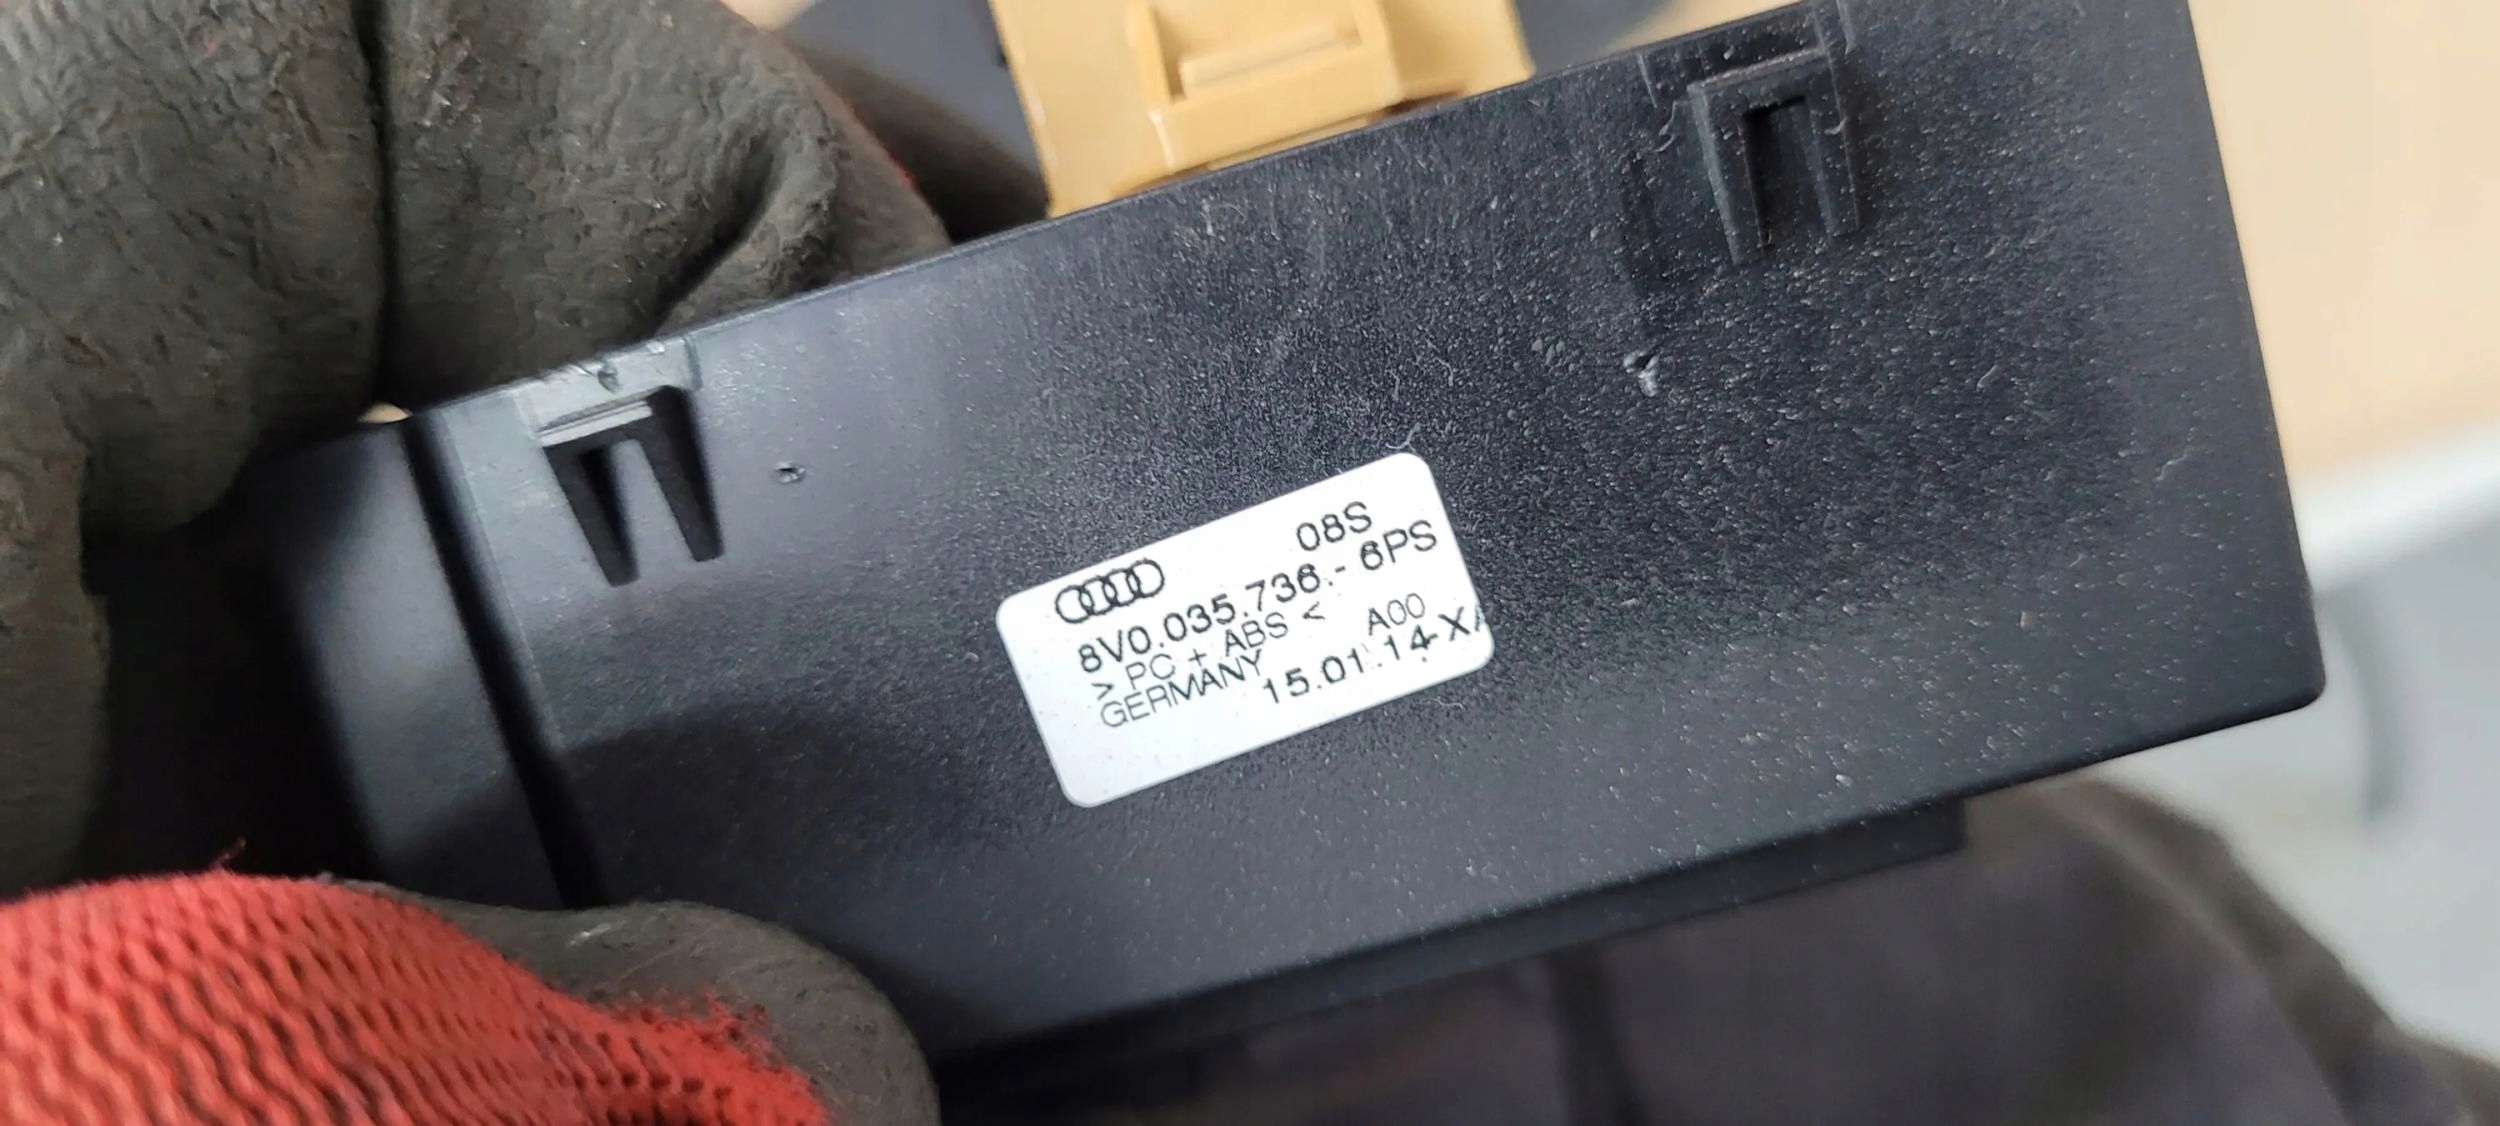 08S
8V0.035.736.- 6PS
> PC + ABS < A00
GERMANY 15.01.14 X